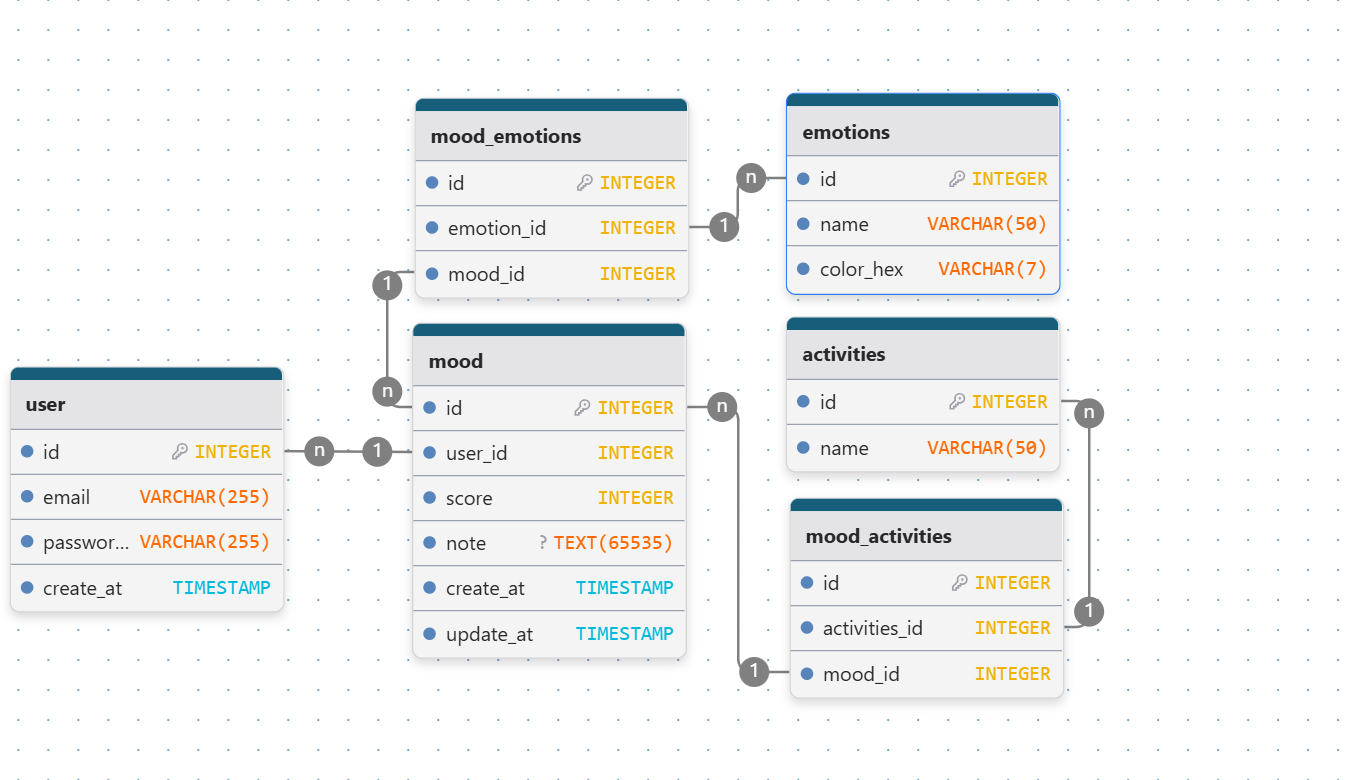 mood_emotions
id INTEGER
emotion_id INTEGER
mood_id INTEGER
emotions
id INTEGER
name VARCHAR(50)
color_hex VARCHAR(7)
n
1
1
n
mood
id INTEGER
user_id INTEGER
score INTEGER
note ? TEXT(65535)
create_at TIMESTAMP
update_at TIMESTAMP
user
id INTEGER
email VARCHAR(255)
passwor... VARCHAR(255)
create_at TIMESTAMP
n 1
activities
id INTEGER
name VARCHAR(50)
n
n
1
1
mood_activities
id INTEGER
activities_id INTEGER
mood_id INTEGER